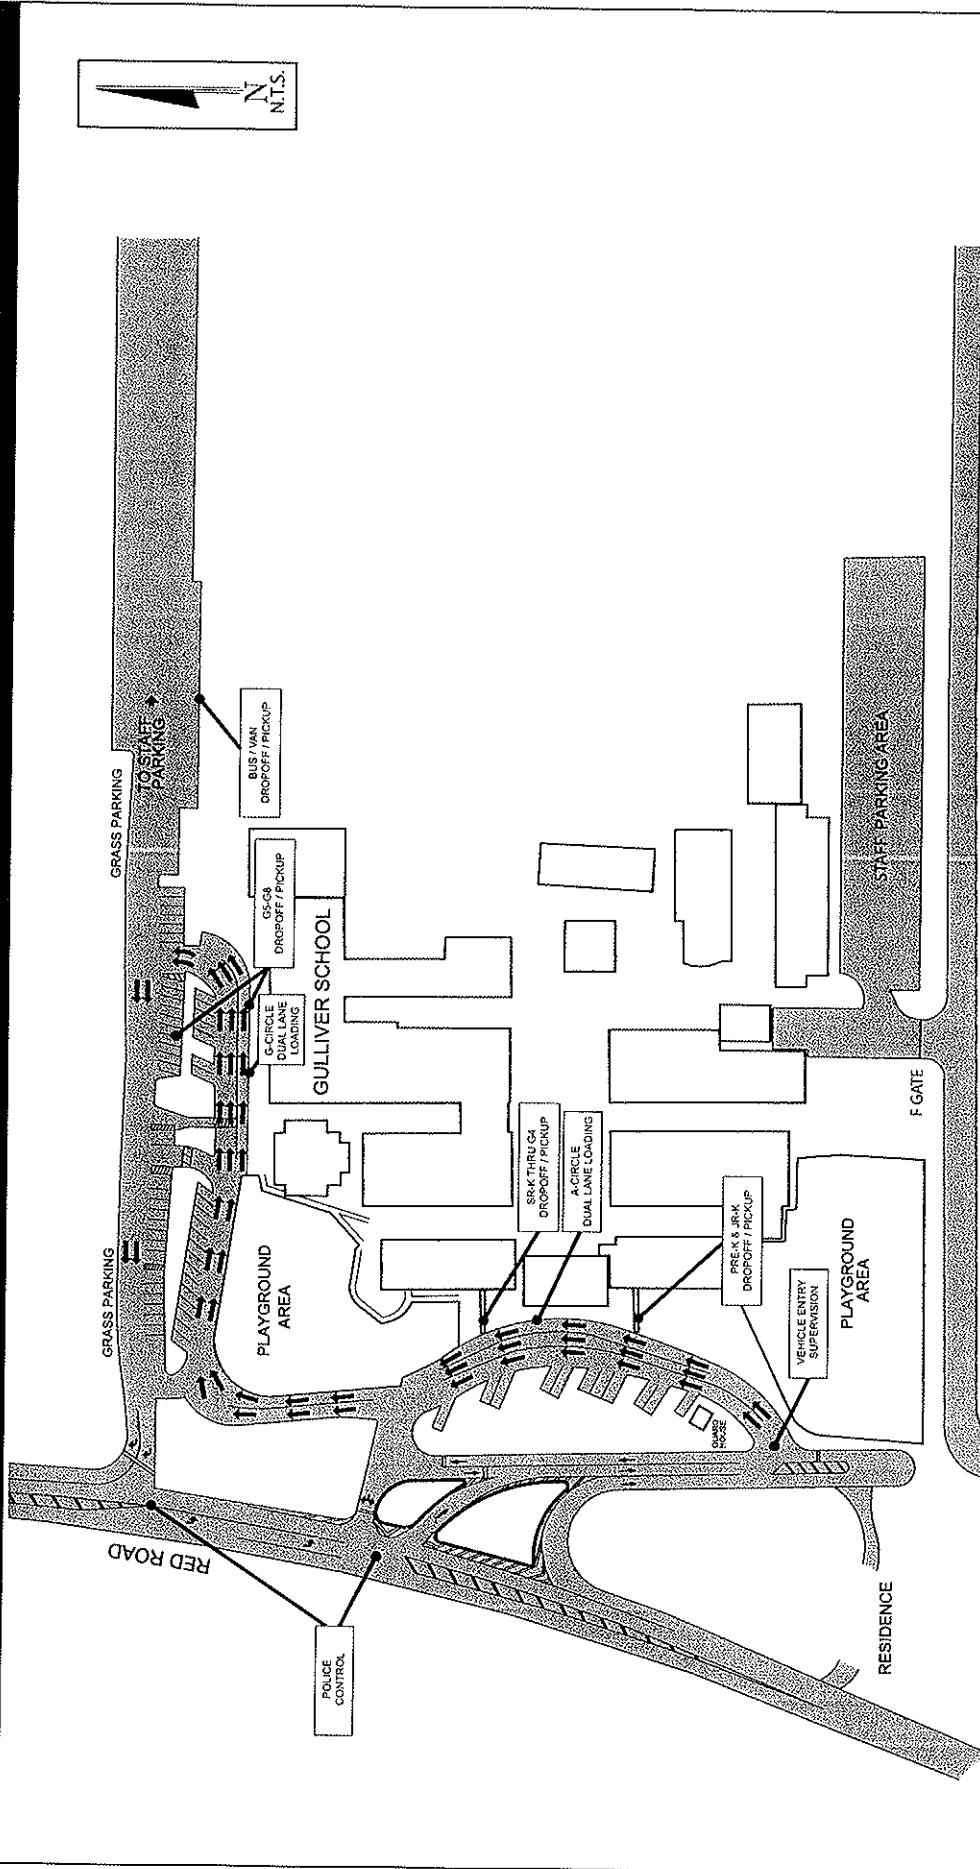 N
N.T.S.
GRASS PARKING
TO STAFF
PARKING
BUS / VAN
DROPOFF / PICKUP
G5-G8
DROPOFF / PICKUP
G-CIRCLE
DUAL LANE
LOADING
GULLIVER SCHOOL
GRASS PARKING
PLAYGROUND
AREA
SR-K THRU G4
DROPOFF / PICKUP
A-CIRCLE
DUAL LANE LOADING
PRE-K & JR-K
DROPOFF / PICKUP
VEHICLE ENTRY
SUPERVISION
GUARD
HOUSE
PLAYGROUND
AREA
STAFF PARKING AREA
F GATE
RED ROAD
POLICE
CONTROL
RESIDENCE